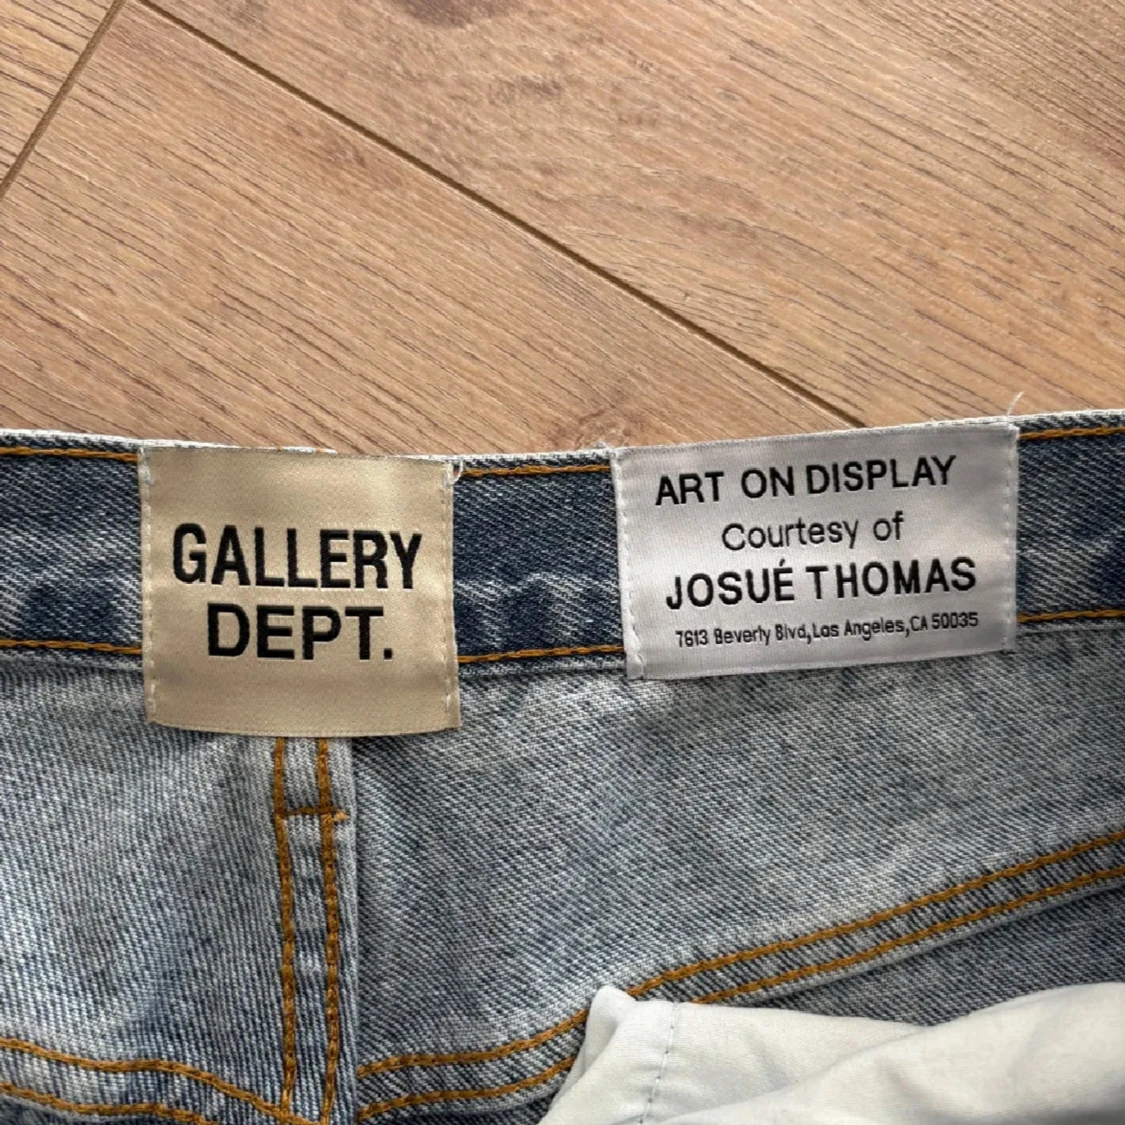 GALLERY
DEPT.
ART ON DISPLAY
Courtesy of
JOSUÉ THOMAS
7613 Beverly Blvd,Los Angeles,CA 50035